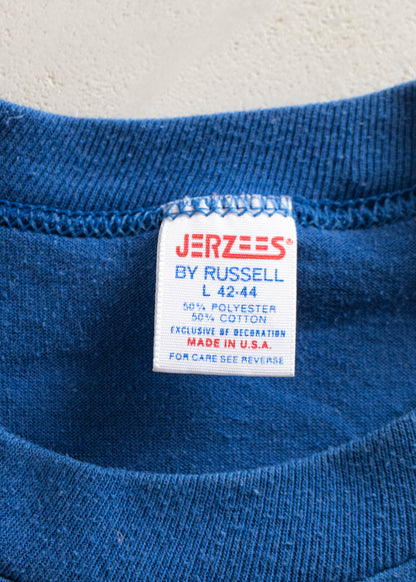 JERZEES®
BY RUSSELL
L 42-44
50% POLYESTER
50% COTTON
EXCLUSIVE OF DECORATION
MADE IN U.S.A.
FOR CARE SEE REVERSE